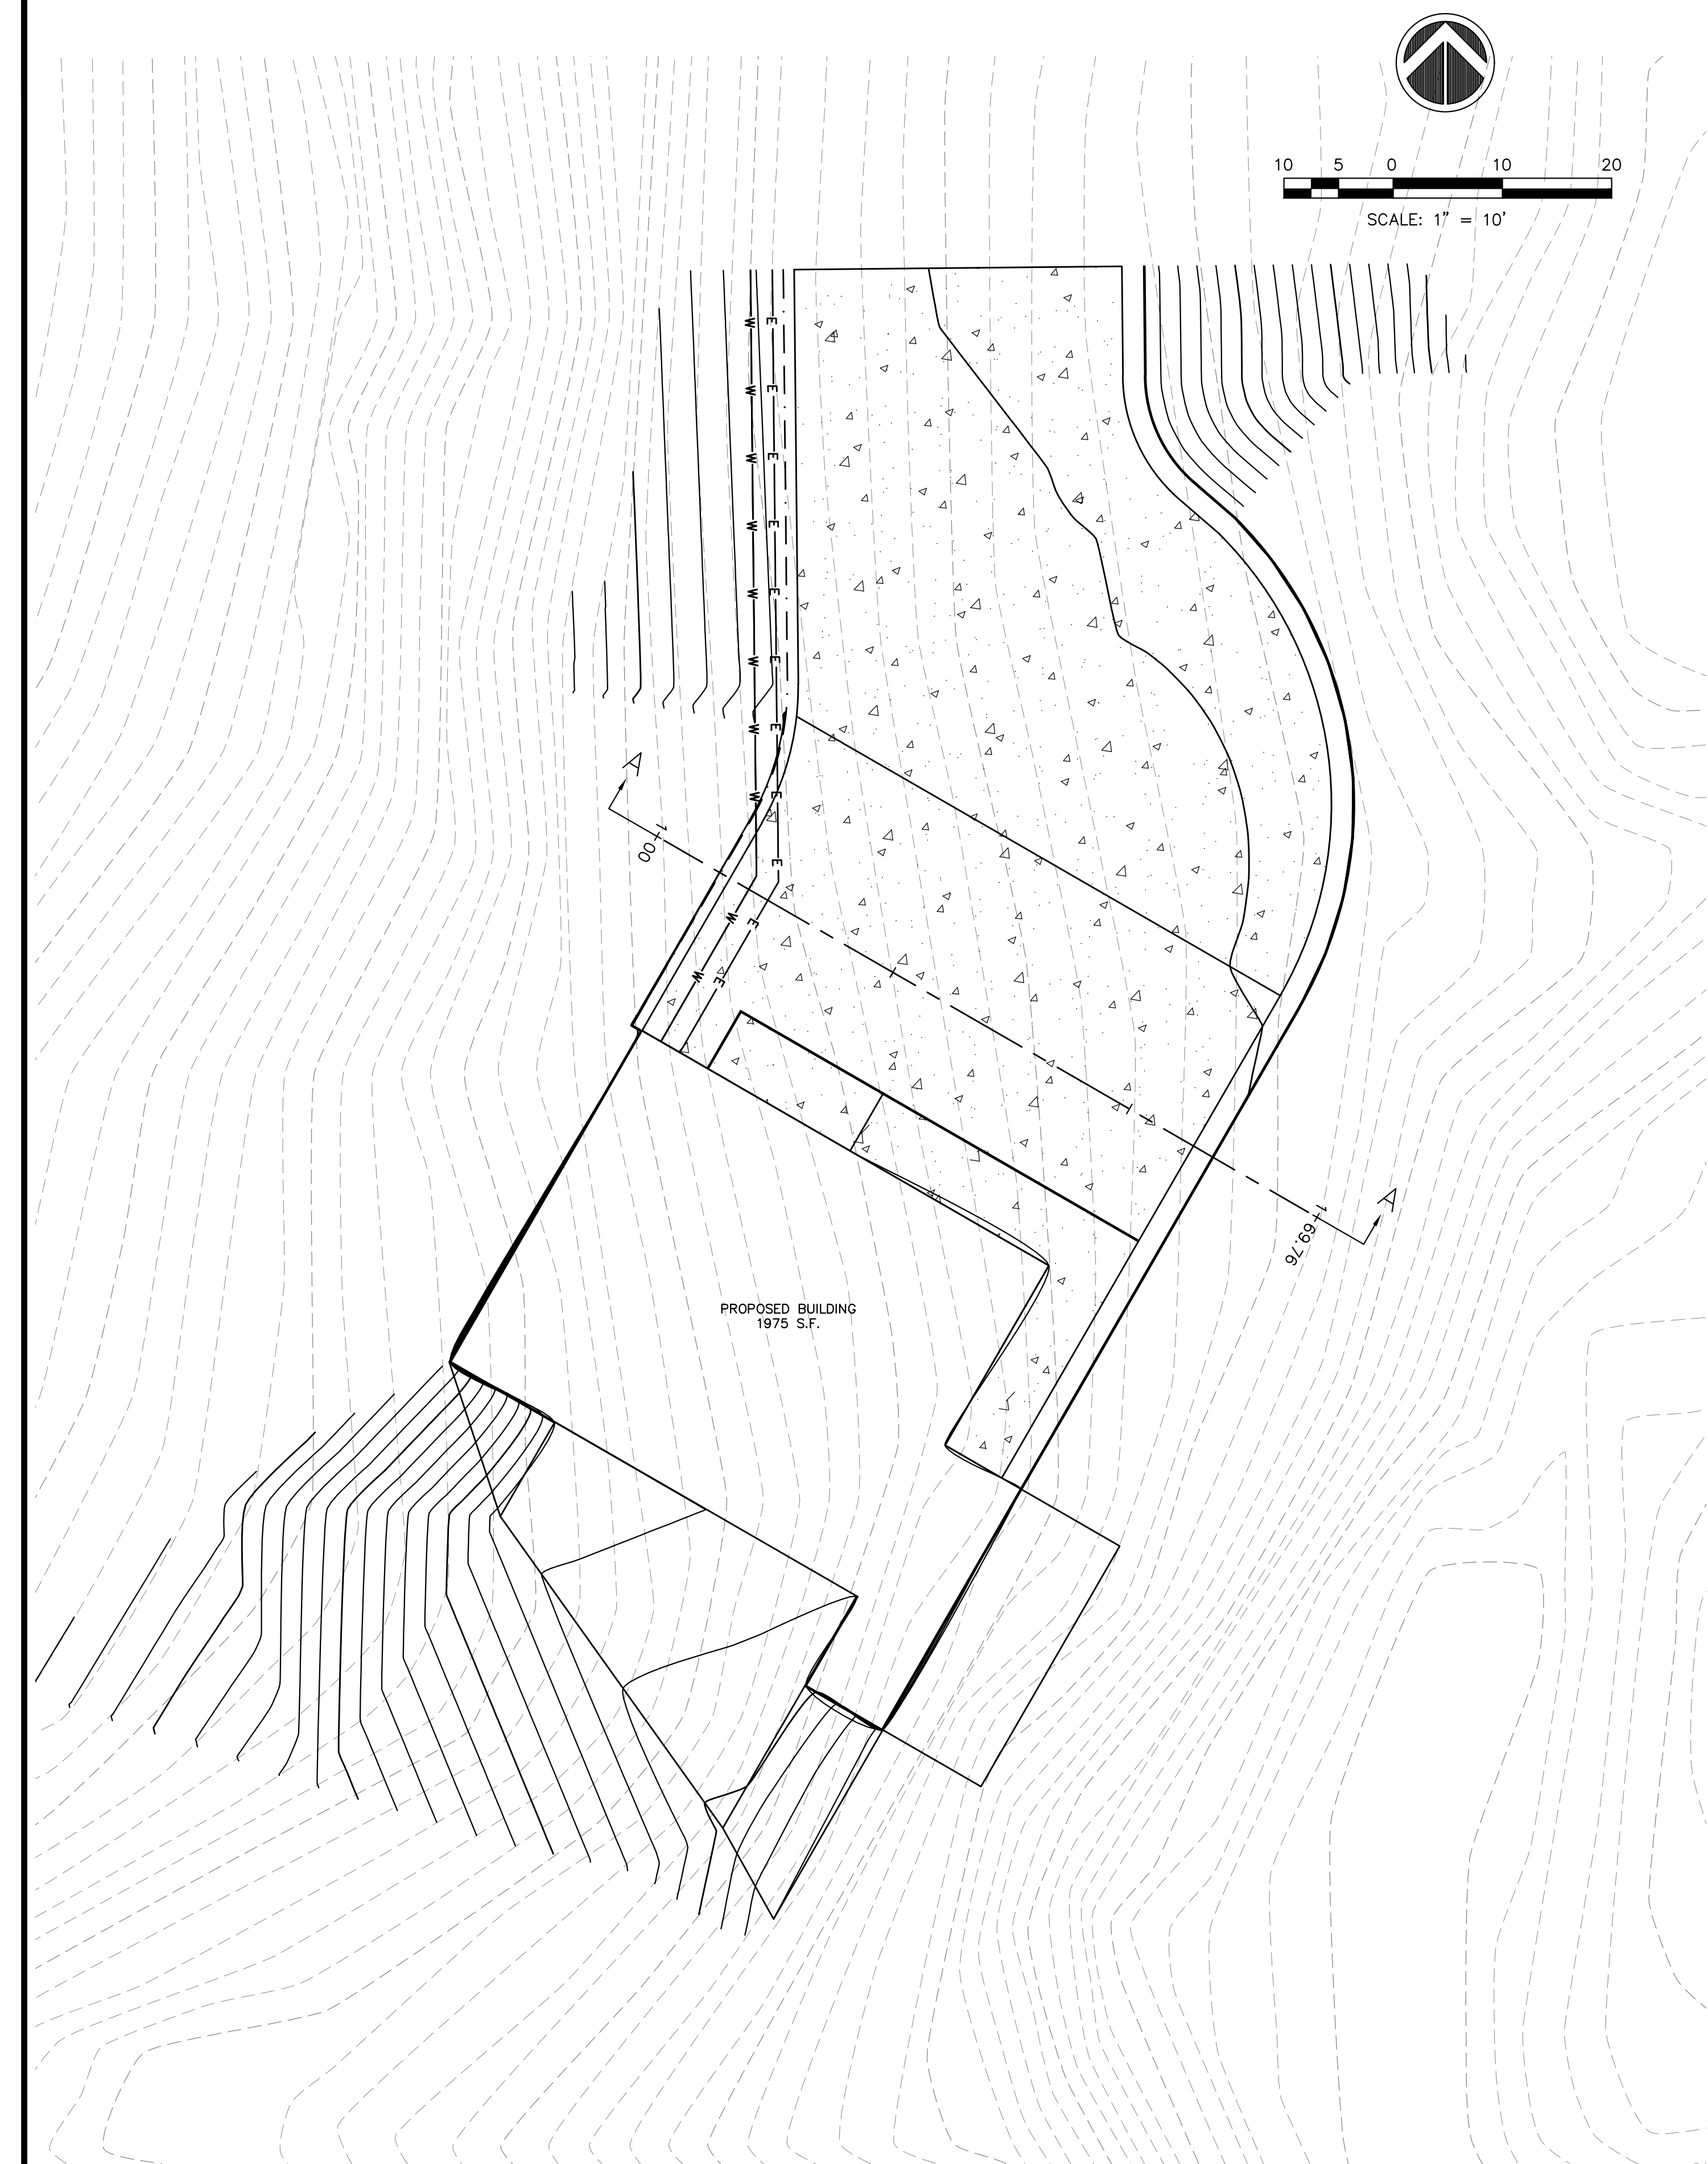 10 5 0 10 20
SCALE: 1" = 10'
W E
W E
W E
W E
W E
W E
W E
W E
E
W E
W E
A
1+00
A
1+69.76
PROPOSED BUILDING
1975 S.F.